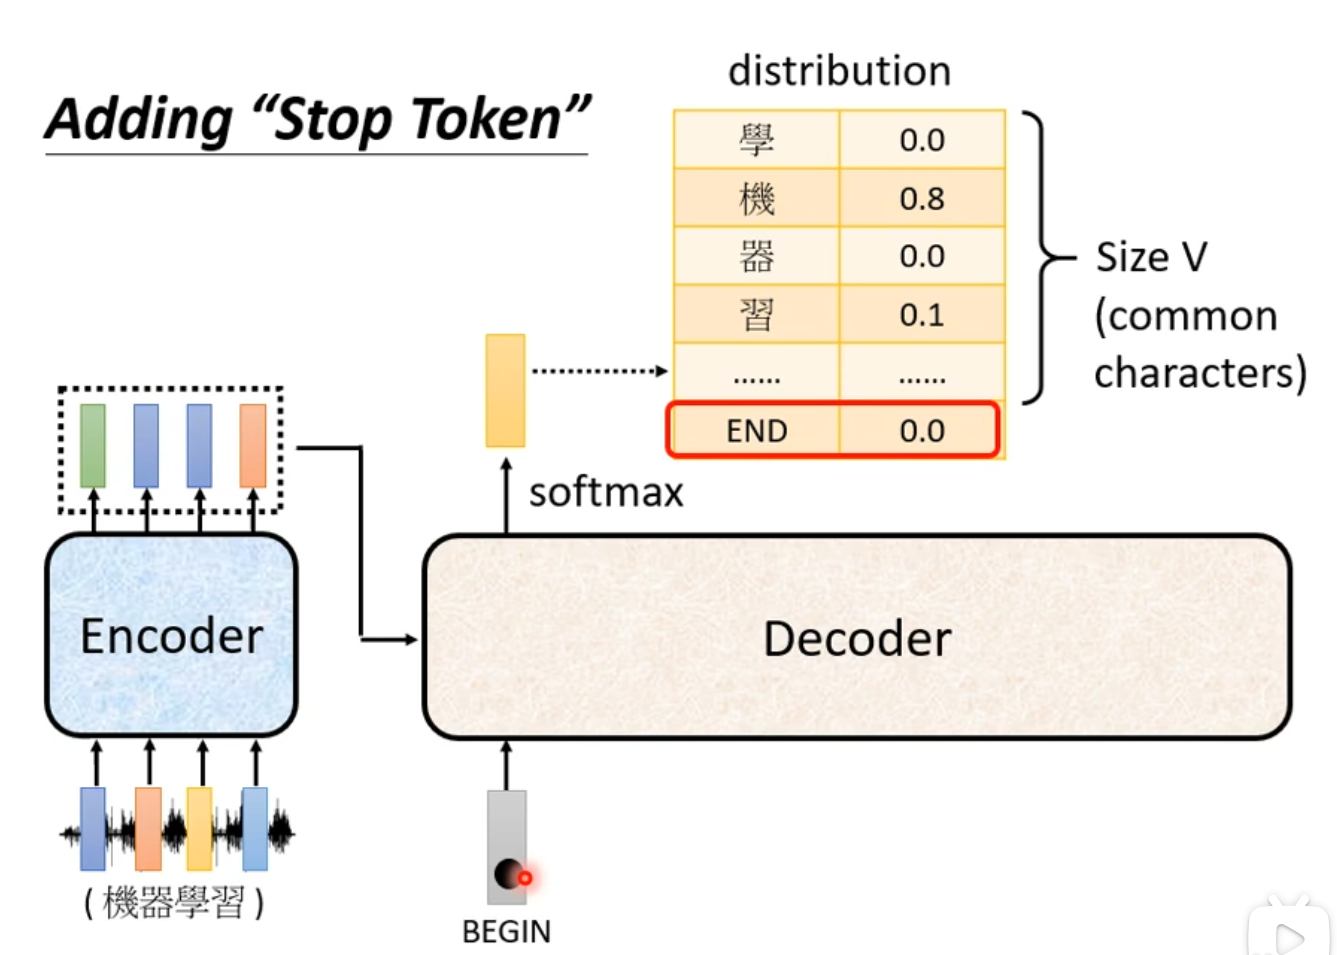 Adding “Stop Token”
distribution
學 0.0
機 0.8
器 0.0
習 0.1
...... ......
END 0.0
Size V
(common
characters)
softmax
Encoder
Decoder
( 機器學習 )
BEGIN